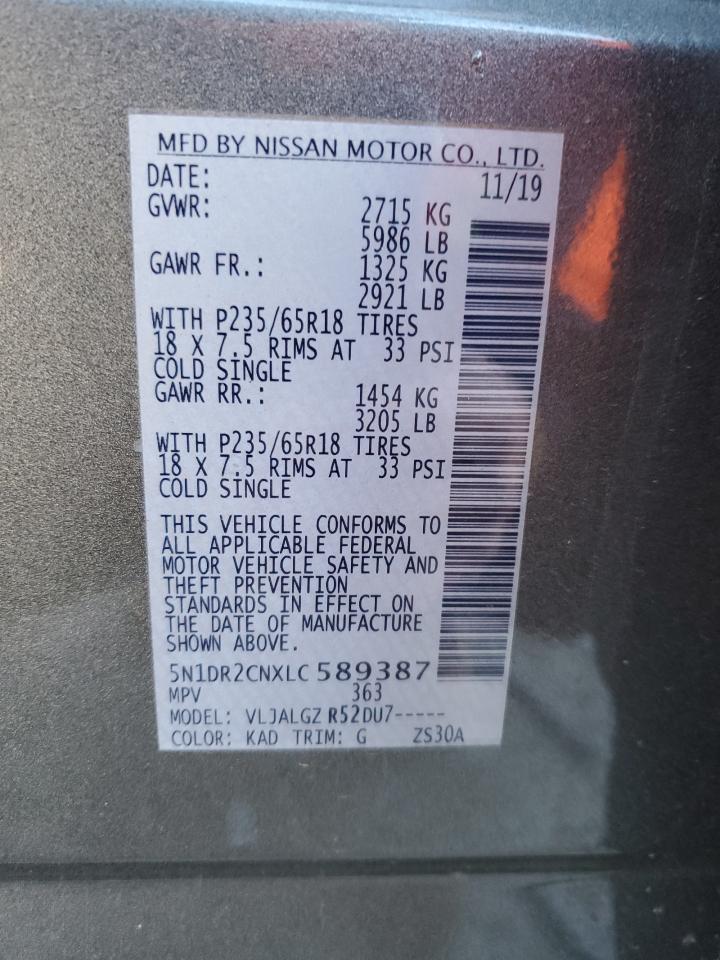 MFD BY NISSAN MOTOR CO., LTD.
DATE: 11/19
GVWR: 2715 KG
5986 LB
GAWR FR.: 1325 KG
2921 LB
WITH P235/65R18 TIRES
18 X 7.5 RIMS AT 33 PSI
COLD SINGLE
GAWR RR.: 1454 KG
3205 LB
WITH P235/65R18 TIRES
18 X 7.5 RIMS AT 33 PSI
COLD SINGLE
THIS VEHICLE CONFORMS TO
ALL APPLICABLE FEDERAL
MOTOR VEHICLE SAFETY AND
THEFT PREVENTION
STANDARDS IN EFFECT ON
THE DATE OF MANUFACTURE
SHOWN ABOVE.
5N1DR2CNXLC 589387
MPV 363
MODEL: VLJALGZ R52DU7-----
COLOR: KAD TRIM: G ZS30A